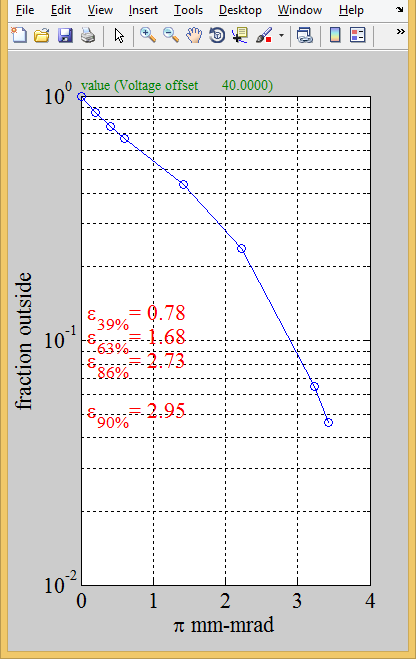 File Edit View Insert Tools Desktop Window Help
value (Voltage offset 40.0000)
10^0
ε39%= 0.78
10^-1
ε63%= 1.68
ε86%= 2.73
ε90%= 2.95
fraction outside
10^-2
0 1 2 3 4
π mm-mrad